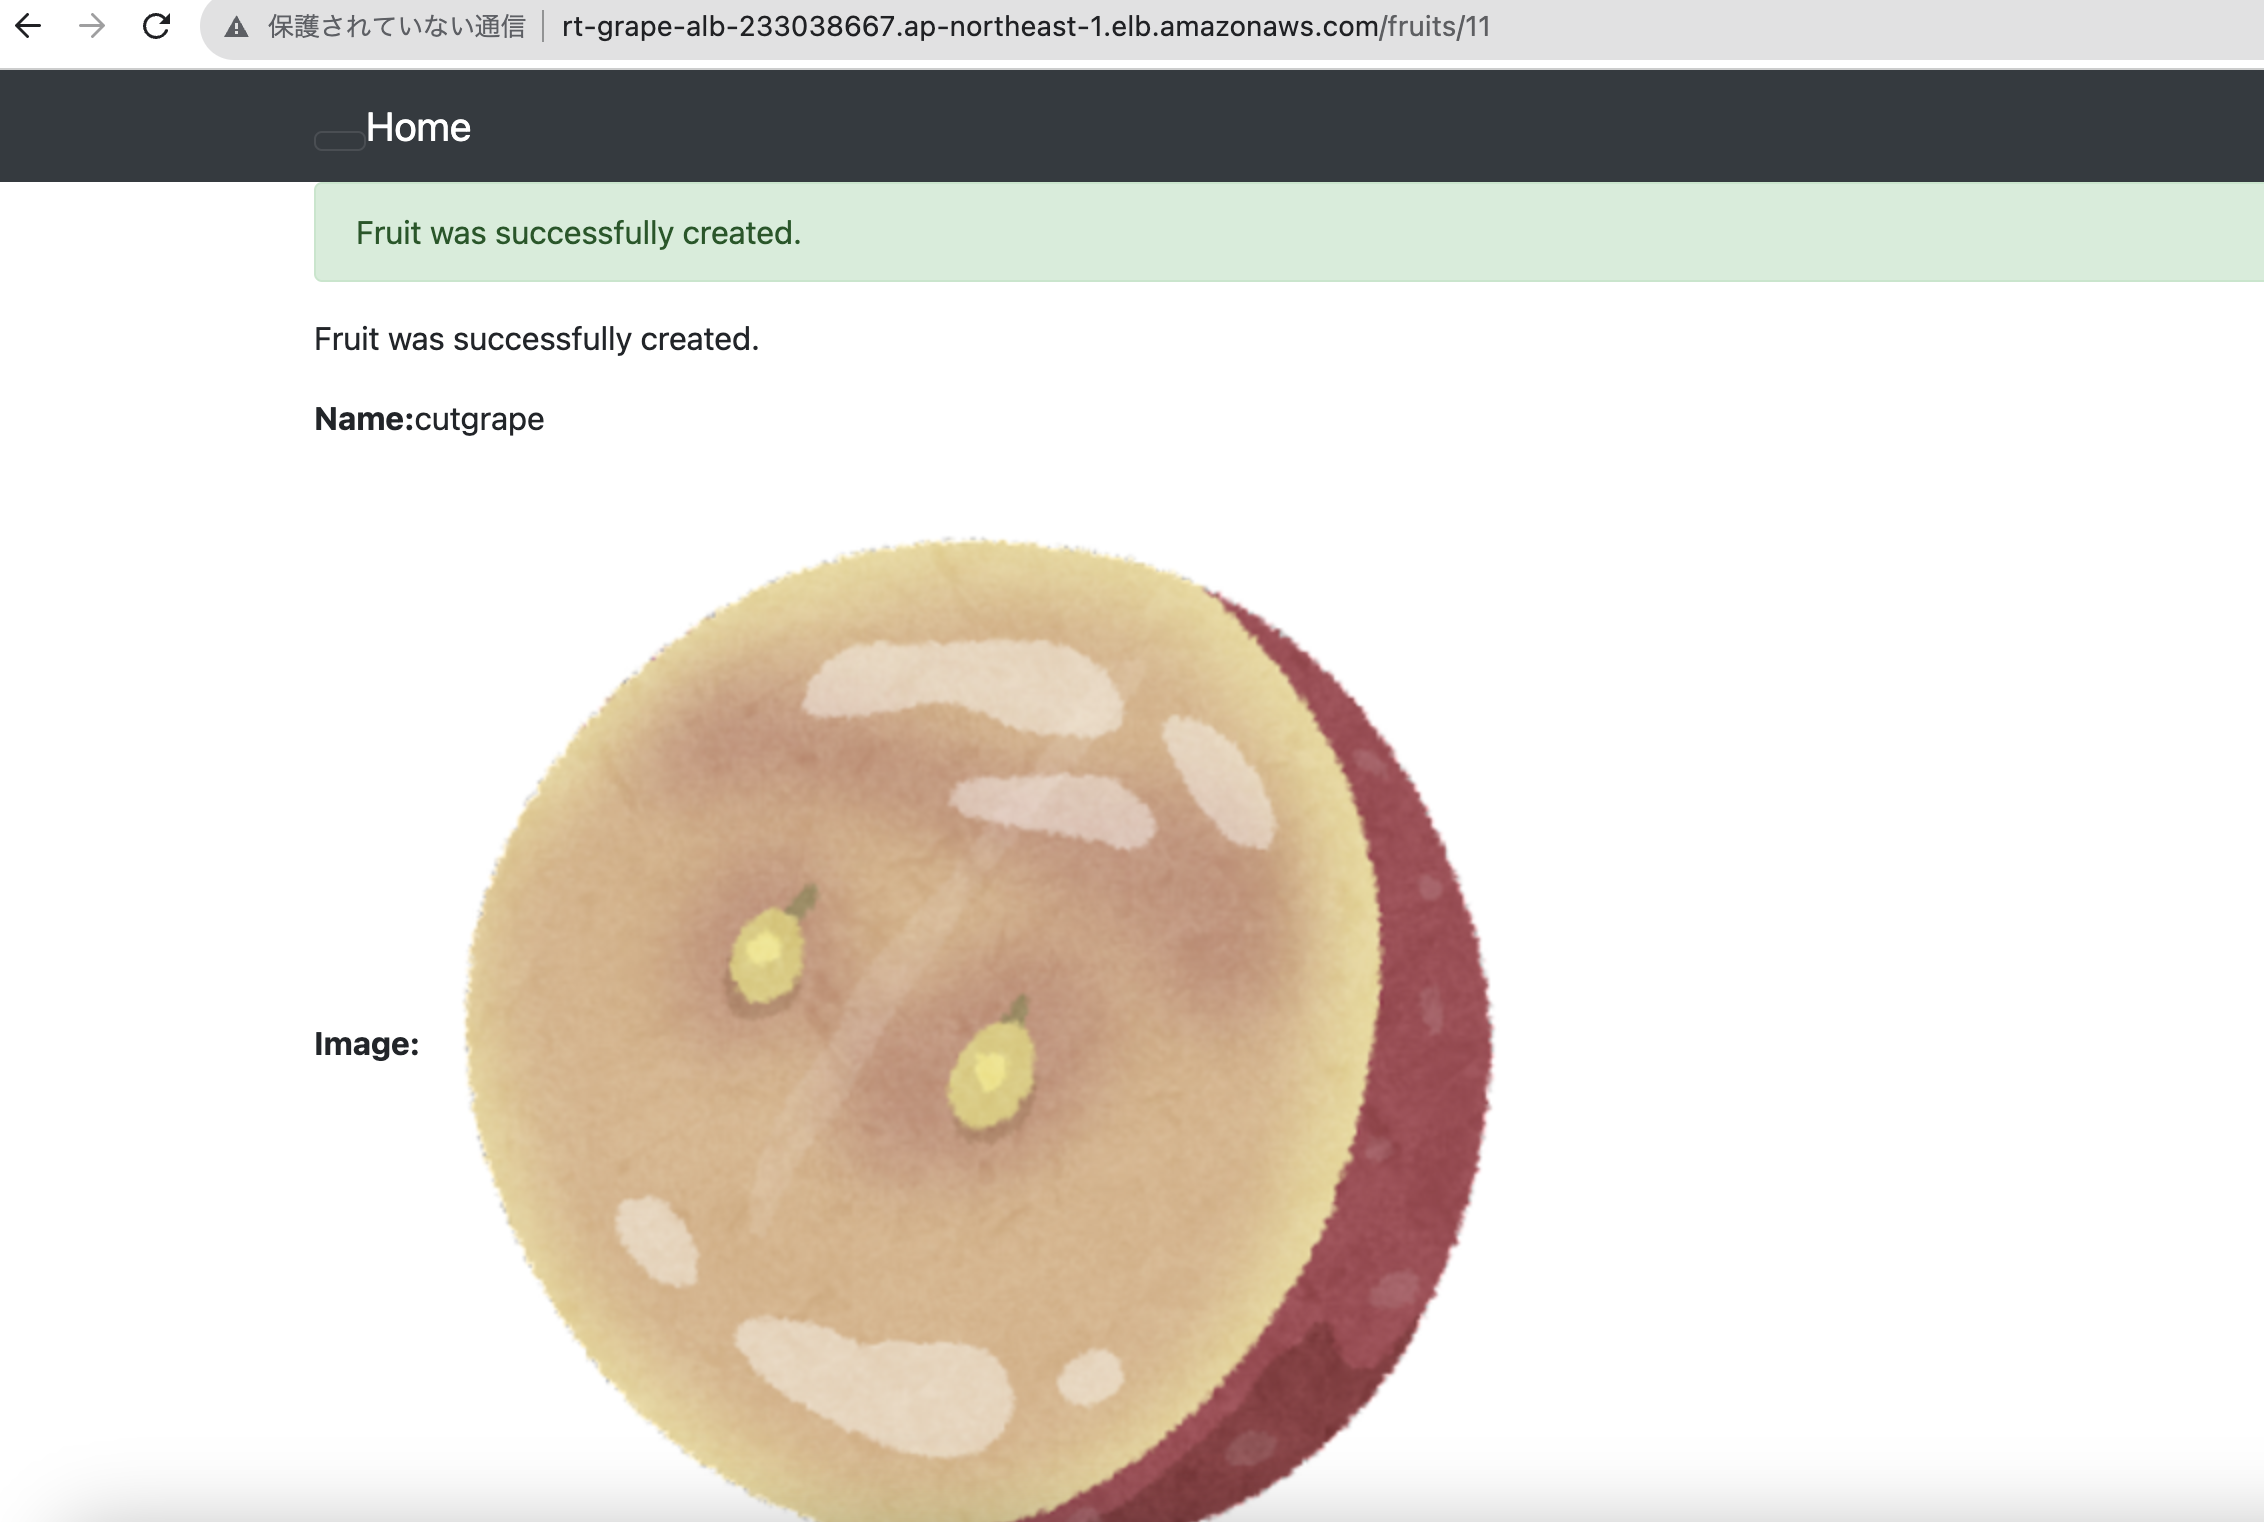 保護されていない通信 rt-grape-alb-233038667.ap-northeast-1.elb.amazonaws.com/fruits/11
Home
Fruit was successfully created.
Fruit was successfully created.
Name:cutgrape
Image: